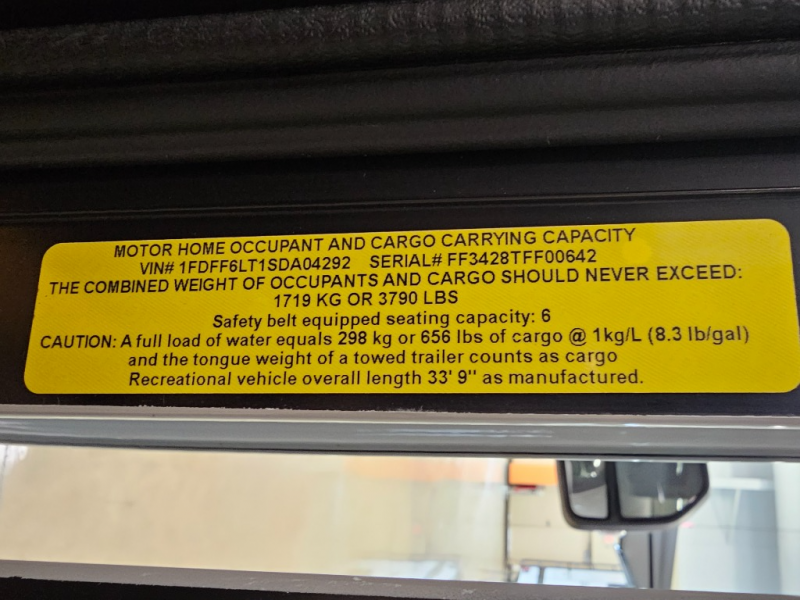 MOTOR HOME OCCUPANT AND CARGO CARRYING CAPACITY
VIN# 1FDFF6LT1SDA04292 SERIAL# FF3428TFF00642
THE COMBINED WEIGHT OF OCCUPANTS AND CARGO SHOULD NEVER EXCEED:
1719 KG OR 3790 LBS
Safety belt equipped seating capacity: 6
CAUTION: A full load of water equals 298 kg or 656 lbs of cargo @ 1kg/L (8.3 lb/gal)
and the tongue weight of a towed trailer counts as cargo
Recreational vehicle overall length 33' 9" as manufactured.